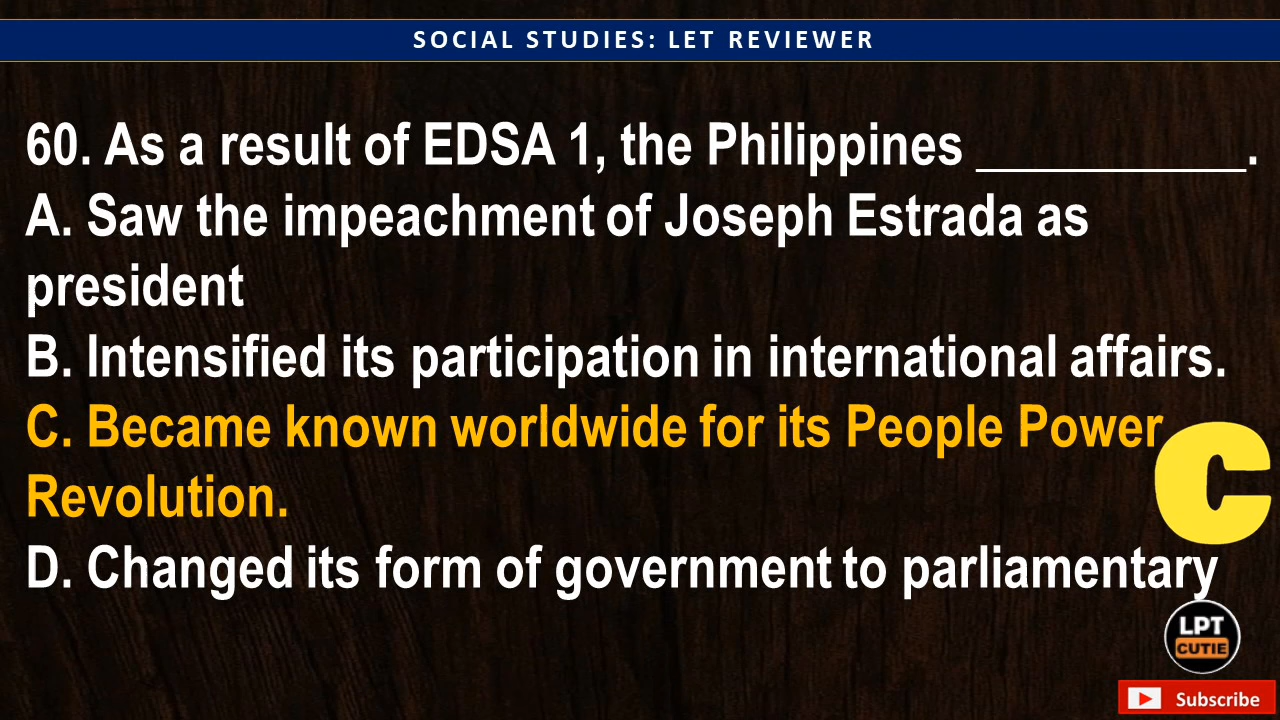 SOCIAL STUDIES: LET REVIEWER
60. As a result of EDSA 1, the Philippines ___________.
A. Saw the impeachment of Joseph Estrada as
president
B. Intensified its participation in international affairs.
C. Became known worldwide for its People Power
Revolution.
C
D. Changed its form of government to parliamentary
LPT
CUTIE
Subscribe